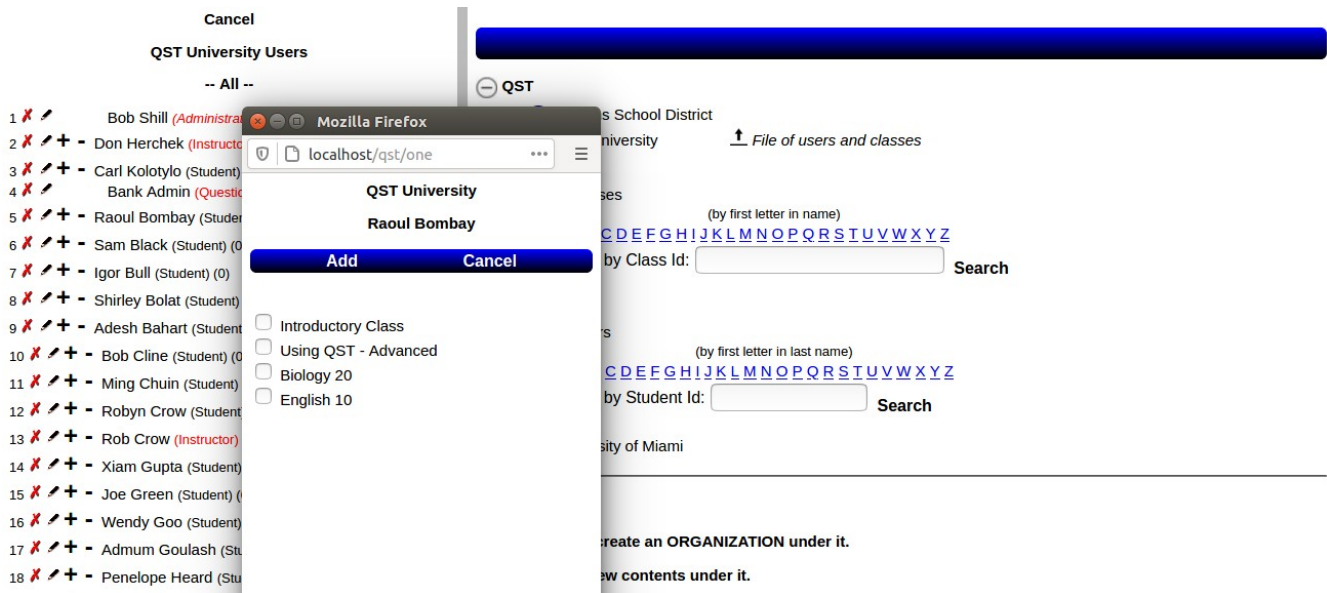 Cancel
QST University Users
-- All --
1 ✗ Bob Shill (Administra
2 ✗ + - Don Herchek (Instructo
3 ✗ + - Carl Kolotylo (Student)
4 ✗ Bank Admin (Questio
5 ✗ + - Raoul Bombay (Studen
6 ✗ + - Sam Black (Student) (0
7 ✗ + - Igor Bull (Student) (0)
8 ✗ + - Shirley Bolat (Student)
9 ✗ + - Adesh Bahart (Student
10 ✗ + - Bob Cline (Student) (0
11 ✗ + - Ming Chuin (Student)
12 ✗ + - Robyn Crow (Student)
13 ✗ + - Rob Crow (Instructor)
14 ✗ + - Xiam Gupta (Student)
15 ✗ + - Joe Green (Student) (
16 ✗ + - Wendy Goo (Student)
17 ✗ + - Admum Goulash (Stu
18 ✗ + - Penelope Heard (Stu
Mozilla Firefox
localhost/qst/one
QST University
Raoul Bombay
Add Cancel
Introductory Class
Using QST - Advanced
Biology 20
English 10
QST
s School District
niversity File of users and classes
ses
(by first letter in name)
C D E F G H I J K L M N O P Q R S T U V W X Y Z
by Class Id: Search
rs
(by first letter in last name)
C D E F G H I J K L M N O P Q R S T U V W X Y Z
by Student Id: Search
sity of Miami
create an ORGANIZATION under it.
ew contents under it.